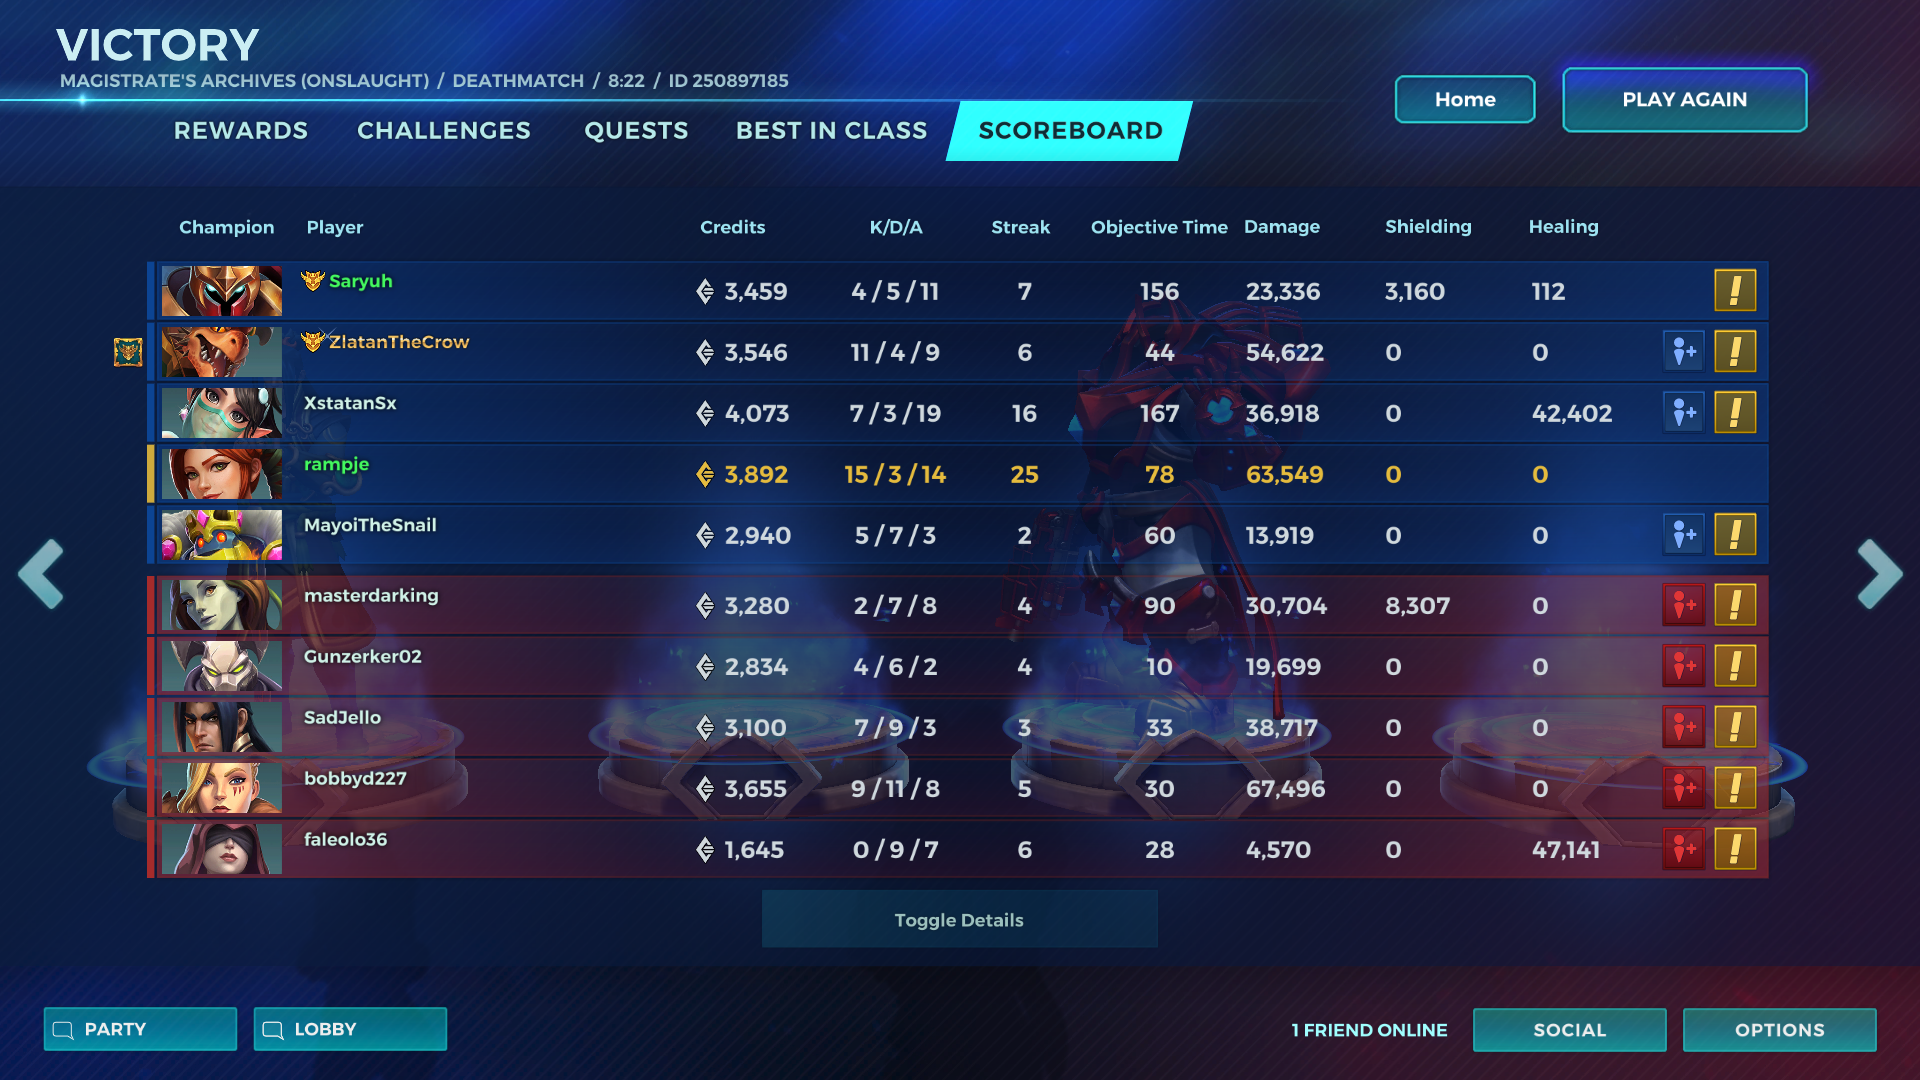 VICTORY
MAGISTRATE'S ARCHIVES (ONSLAUGHT) / DEATHMATCH / 8:22 / ID 250897185
Home
PLAY AGAIN
REWARDS CHALLENGES QUESTS BEST IN CLASS SCOREBOARD
Champion Player Credits K/D/A Streak Objective Time Damage Shielding Healing
Saryuh 3,459 4 / 5 / 11 7 156 23,336 3,160 112
ZlatanTheCrow 3,546 11 / 4 / 9 6 44 54,622 0 0
XstatanSx 4,073 7 / 3 / 19 16 167 36,918 0 42,402
rampje 3,892 15 / 3 / 14 25 78 63,549 0 0
MayoiTheSnail 2,940 5 / 7 / 3 2 60 13,919 0 0
masterdarking 3,280 2 / 7 / 8 4 90 30,704 8,307 0
Gunzerker02 2,834 4 / 6 / 2 4 10 19,699 0 0
SadJello 3,100 7 / 9 / 3 3 33 38,717 0 0
bobbyd227 3,655 9 / 11 / 8 5 30 67,496 0 0
faleolo36 1,645 0 / 9 / 7 6 28 4,570 0 47,141
Toggle Details
PARTY LOBBY 1 FRIEND ONLINE SOCIAL OPTIONS